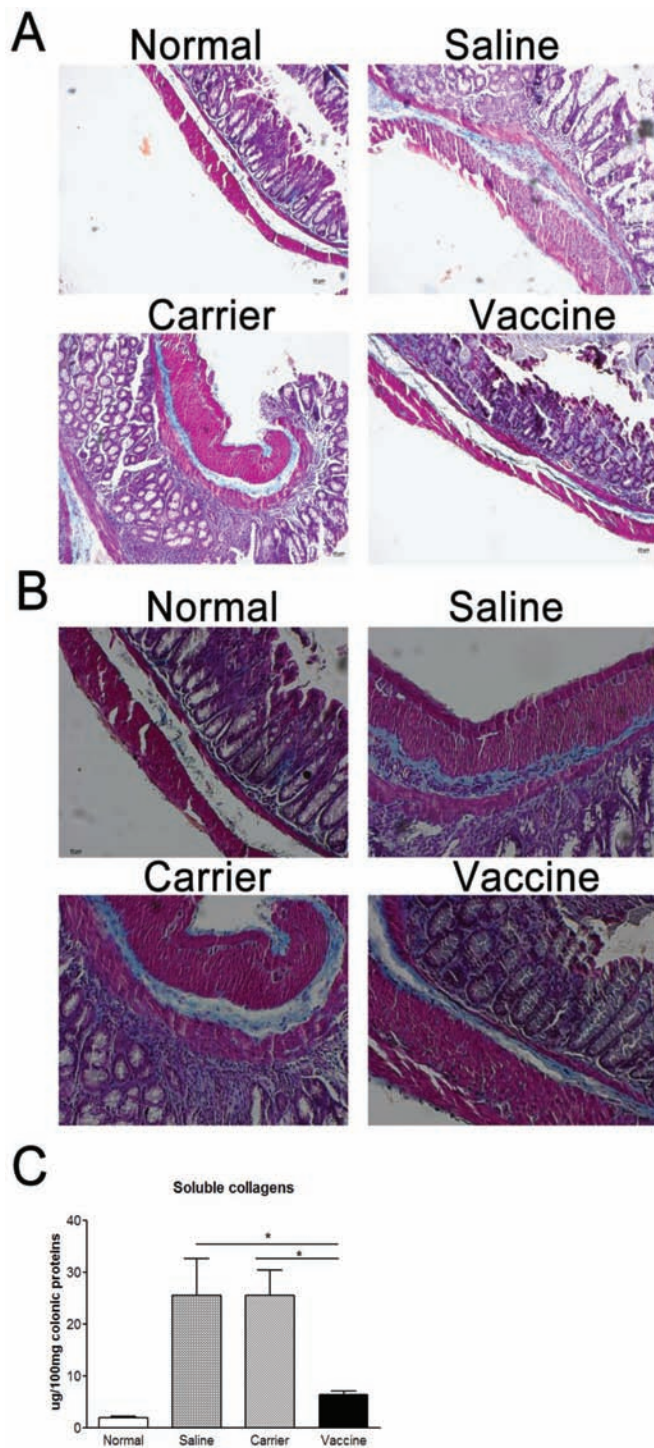 A
Normal
Saline
Carrier
Vaccine
B
Normal
Saline
Carrier
Vaccine
C
Soluble collagens
ug/100mg colonic proteins
40
30
20
10
0
*
*
Normal
Saline
Carrier
Vaccine